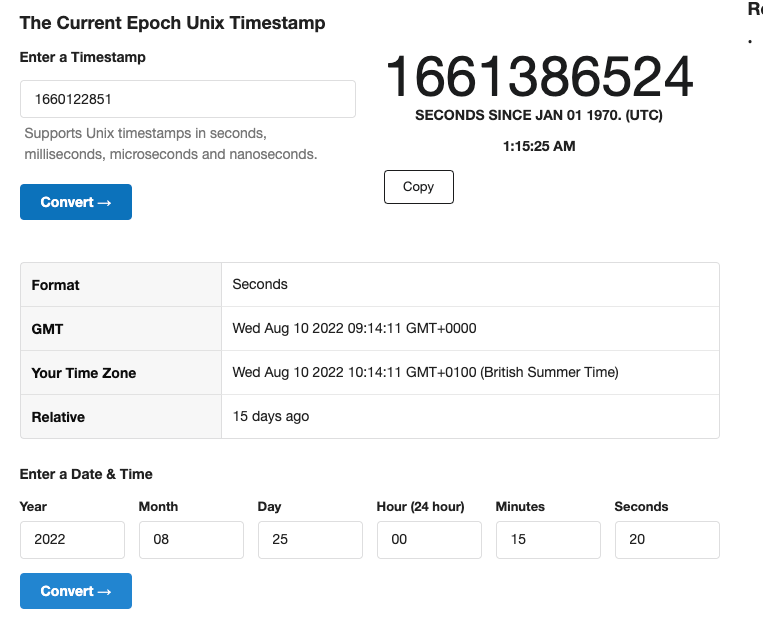 The Current Epoch Unix Timestamp
Enter a Timestamp
1660122851
Supports Unix timestamps in seconds,
milliseconds, microseconds and nanoseconds.
Convert →
1661386524
SECONDS SINCE JAN 01 1970. (UTC)
1:15:25 AM
Copy
Format Seconds
GMT Wed Aug 10 2022 09:14:11 GMT+0000
Your Time Zone Wed Aug 10 2022 10:14:11 GMT+0100 (British Summer Time)
Relative 15 days ago
Enter a Date & Time
Year Month Day Hour (24 hour) Minutes Seconds
2022 08 25 00 15 20
Convert →